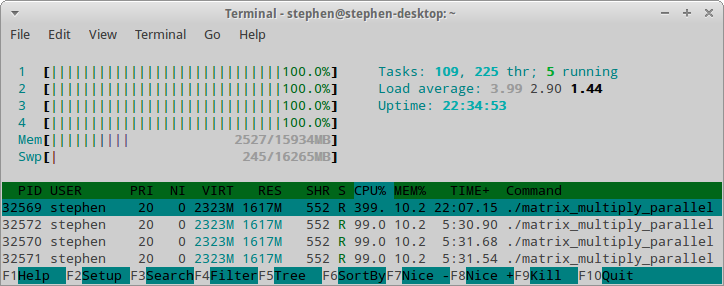 Terminal - stephen@stephen-desktop: ~
File Edit View Terminal Go Help
1 [|||||||||||||||||||||||||||||100.0%] Tasks: 109, 225 thr; 5 running
2 [|||||||||||||||||||||||||||||100.0%] Load average: 3.99 2.90 1.44
3 [|||||||||||||||||||||||||||||100.0%] Uptime: 22:34:53
4 [|||||||||||||||||||||||||||||100.0%]
Mem[|||||||||| 2527/15934MB]
Swp[| 245/16265MB]
PID USER PRI NI VIRT RES SHR S CPU% MEM% TIME+ Command
32569 stephen 20 0 2323M 1617M 552 R 399. 10.2 22:07.15 ./matrix_multiply_parallel
32572 stephen 20 0 2323M 1617M 552 R 99.0 10.2 5:30.90 ./matrix_multiply_parallel
32570 stephen 20 0 2323M 1617M 552 R 99.0 10.2 5:31.68 ./matrix_multiply_parallel
32571 stephen 20 0 2323M 1617M 552 R 99.0 10.2 5:31.54 ./matrix_multiply_parallel
F1Help F2Setup F3SearchF4FilterF5Tree F6SortByF7Nice -F8Nice +F9Kill F10Quit